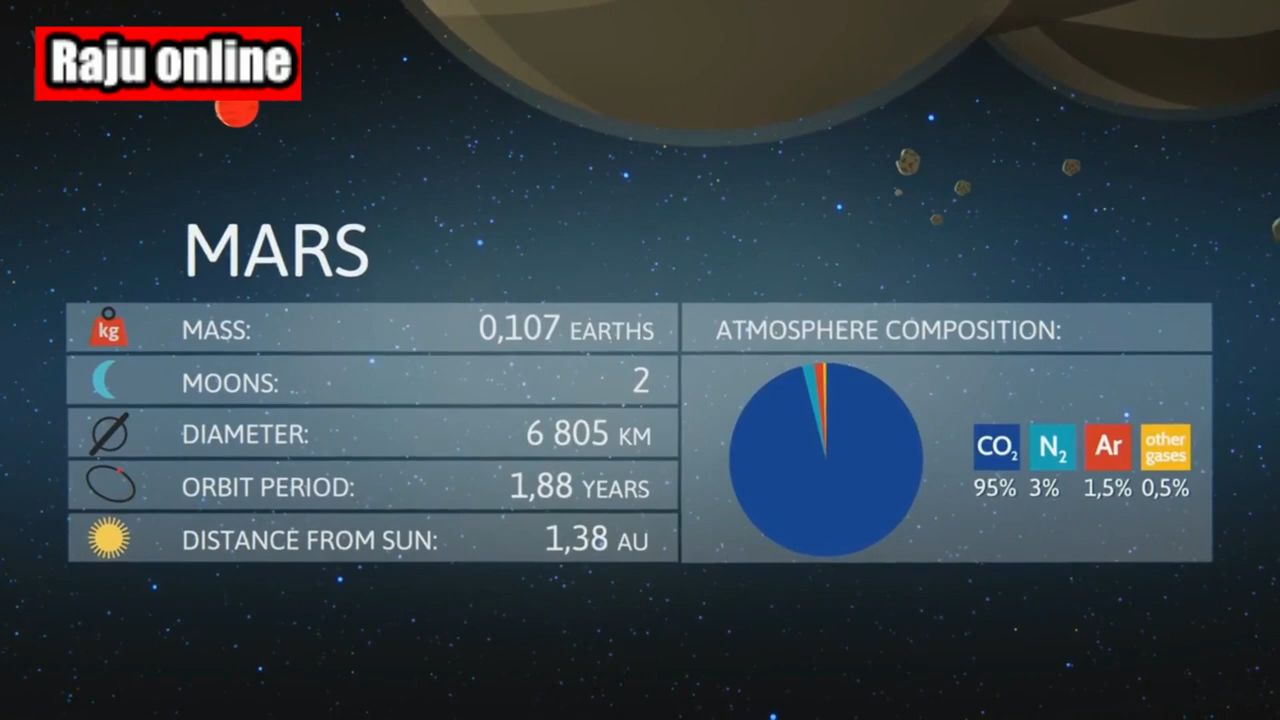 Raju online
MARS
kg MASS: 0,107 EARTHS
MOONS: 2
DIAMETER: 6 805 KM
ORBIT PERIOD: 1,88 YEARS
DISTANCE FROM SUN: 1,38 AU
ATMOSPHERE COMPOSITION:
CO₂ N₂ Ar other gases
95% 3% 1,5% 0,5%